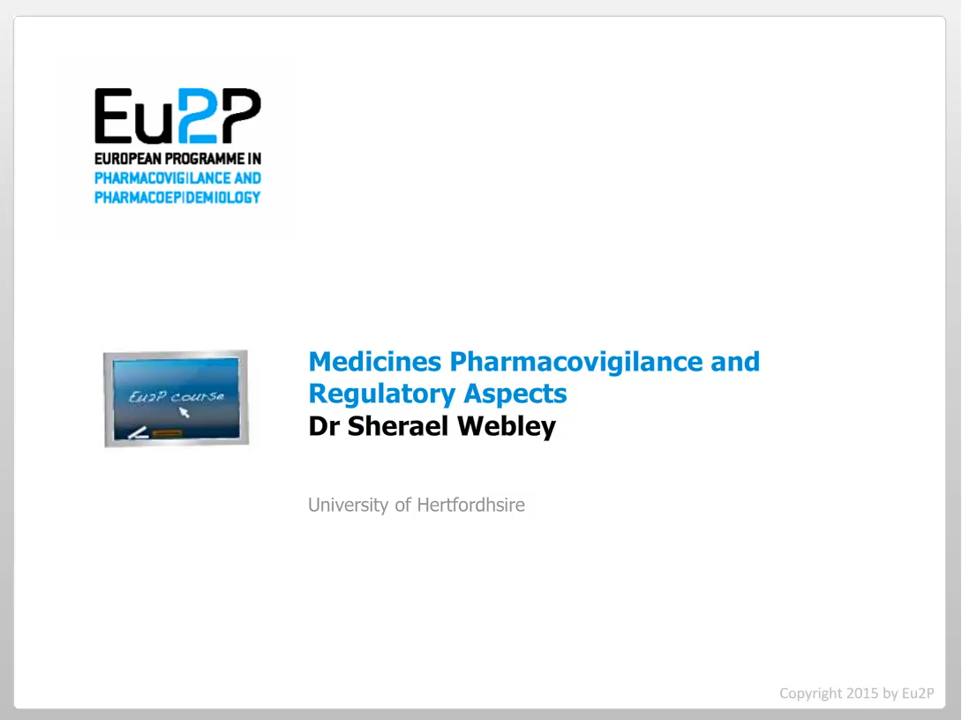 Eu2P
EUROPEAN PROGRAMME IN
PHARMACOVIGILANCE AND
PHARMACOEPIDEMIOLOGY
Eu2P course
Medicines Pharmacovigilance and
Regulatory Aspects
Dr Sherael Webley
University of Hertfordhsire
Copyright 2015 by Eu2P